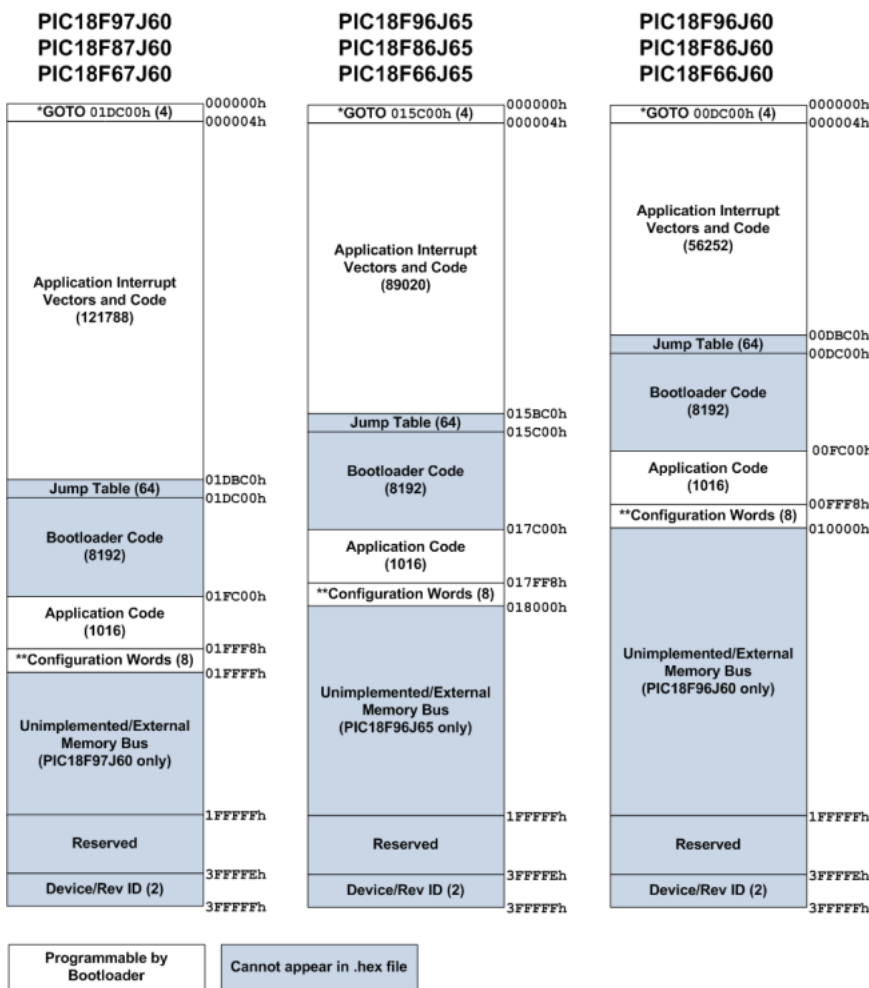 PIC18F97J60
PIC18F87J60
PIC18F67J60
*GOTO 01DC00h (4)
000000h
000004h
Application Interrupt
Vectors and Code
(121788)
01DBC0h
Jump Table (64)
01DC00h
Bootloader Code
(8192)
01FC00h
Application Code
(1016)
01FFF8h
**Configuration Words (8)
01FFFFh
Unimplemented/External
Memory Bus
(PIC18F97J60 only)
1FFFFFh
Reserved
3FFFFEh
Device/Rev ID (2)
3FFFFFh
PIC18F96J65
PIC18F86J65
PIC18F66J65
*GOTO 015C00h (4)
000000h
000004h
Application Interrupt
Vectors and Code
(89020)
015BC0h
Jump Table (64)
015C00h
Bootloader Code
(8192)
017C00h
Application Code
(1016)
017FF8h
**Configuration Words (8)
018000h
Unimplemented/External
Memory Bus
(PIC18F96J65 only)
1FFFFFh
Reserved
3FFFFEh
Device/Rev ID (2)
3FFFFFh
PIC18F96J60
PIC18F86J60
PIC18F66J60
*GOTO 00DC00h (4)
000000h
000004h
Application Interrupt
Vectors and Code
(56252)
00DBC0h
Jump Table (64)
00DC00h
Bootloader Code
(8192)
00FC00h
Application Code
(1016)
00FFF8h
**Configuration Words (8)
010000h
Unimplemented/External
Memory Bus
(PIC18F96J60 only)
1FFFFFh
Reserved
3FFFFEh
Device/Rev ID (2)
3FFFFFh
Programmable by
Bootloader
Cannot appear in .hex file